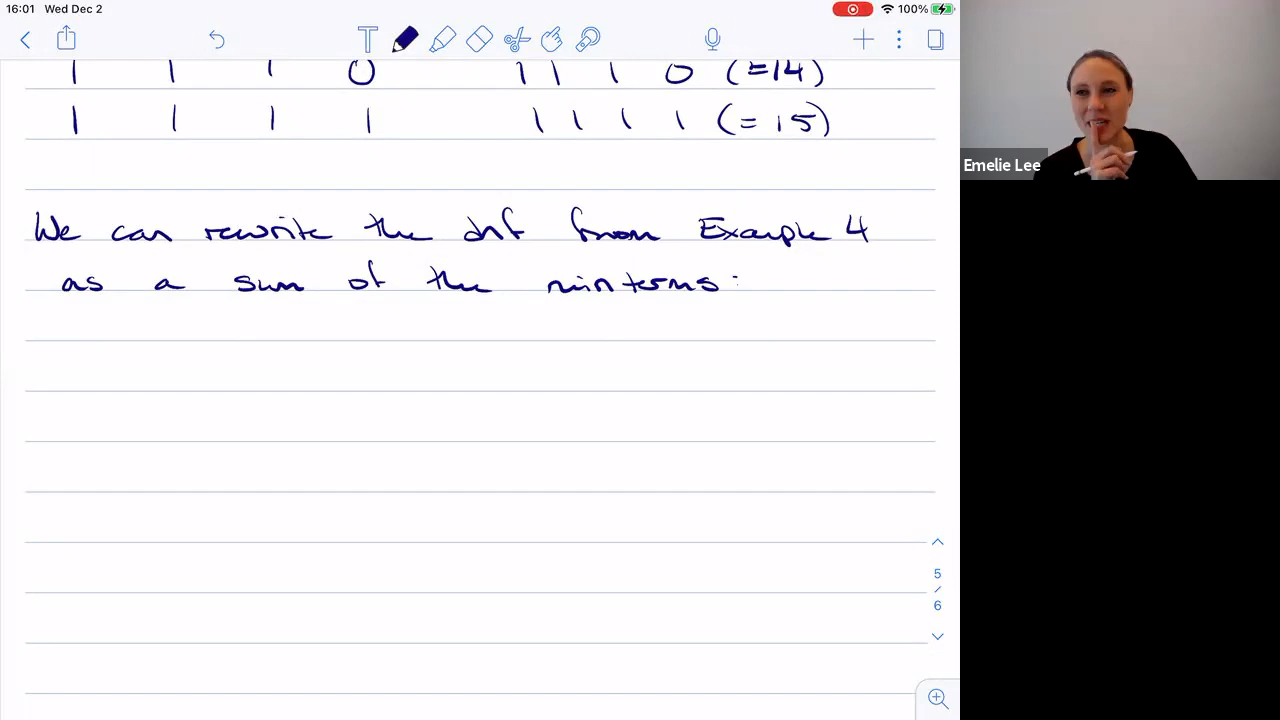 16:01 Wed Dec 2
100%
1 1 1 0 1 1 1 0 (=14)
1 1 1 1 1 1 1 1 (=15)
We can rewrite the dnf from Example 4
as a sum of the minterms:
Emelie Lee
5
6